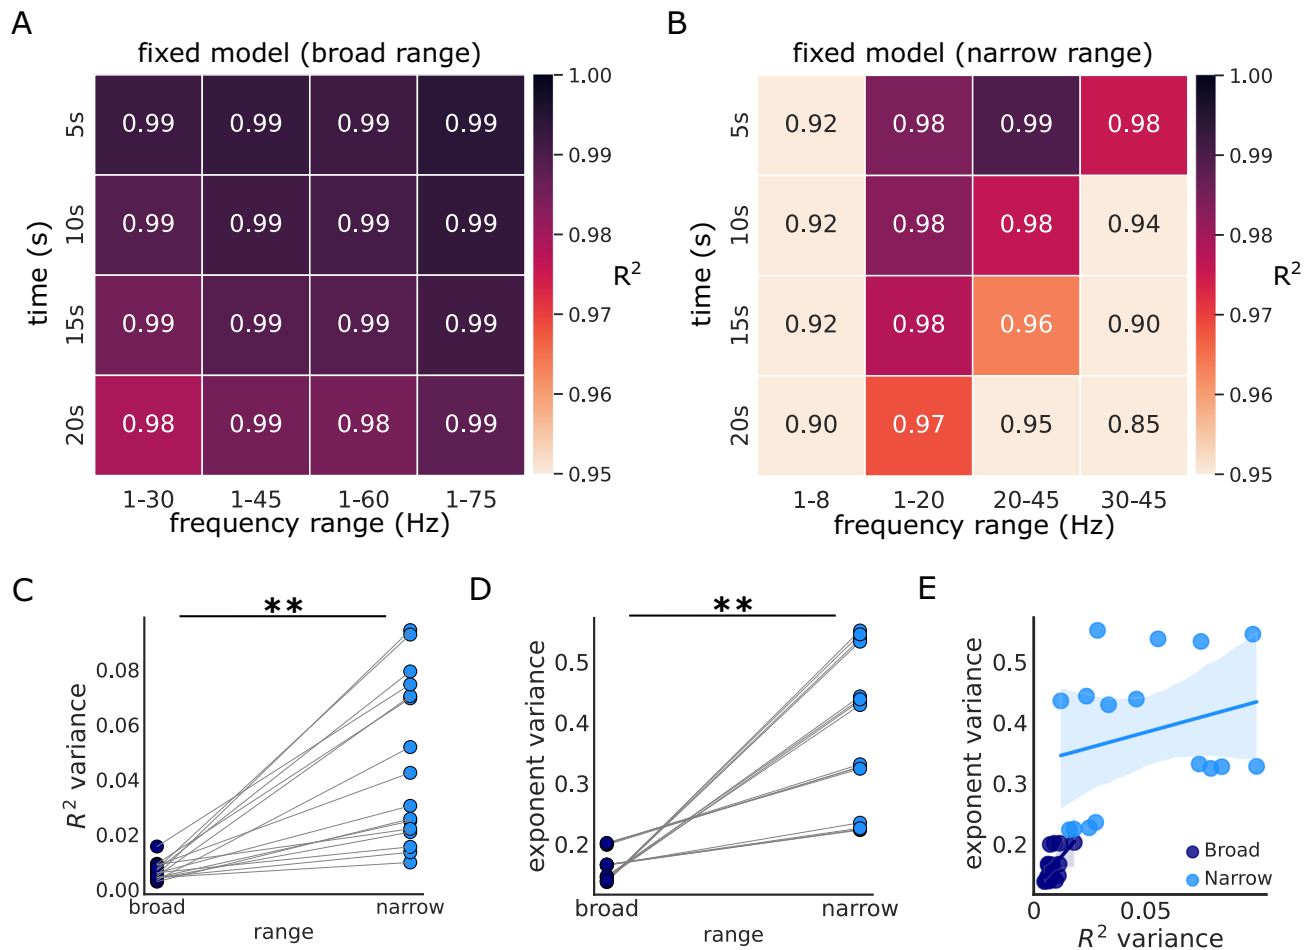 A
fixed model (broad range)
5s 0.99 0.99 0.99 0.99
10s 0.99 0.99 0.99 0.99
15s 0.99 0.99 0.99 0.99
20s 0.98 0.99 0.98 0.99
time (s)
1-30 1-45 1-60 1-75
frequency range (Hz)
1.00
0.99
0.98
0.97
0.96
0.95
R²
B
fixed model (narrow range)
5s 0.92 0.98 0.99 0.98
10s 0.92 0.98 0.98 0.94
15s 0.92 0.98 0.96 0.90
20s 0.90 0.97 0.95 0.85
time (s)
1-8 1-20 20-45 30-45
frequency range (Hz)
1.00
0.99
0.98
0.97
0.96
0.95
R²
C
**
R² variance
0.08
0.06
0.04
0.02
0.00
broad narrow
range
D
**
exponent variance
0.5
0.4
0.3
0.2
broad narrow
range
E
exponent variance
0.5
0.4
0.3
0.2
Broad
Narrow
0 0.05
R² variance